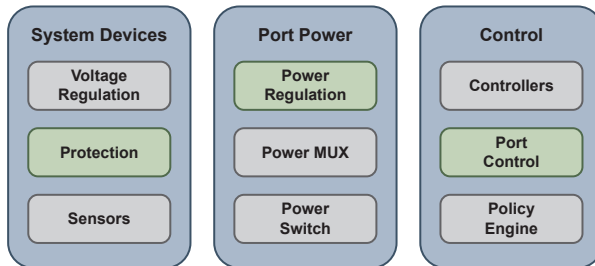 System Devices
Voltage
Regulation
Protection
Sensors
Port Power
Power
Regulation
Power MUX
Power
Switch
Control
Controllers
Port
Control
Policy
Engine